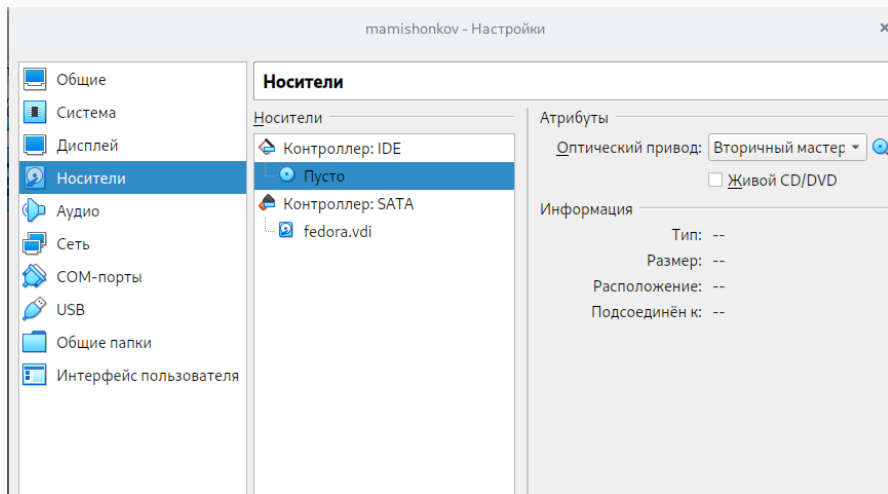 mamishonkov - Настройки
Общие
Система
Дисплей
Носители
Аудио
Сеть
COM-порты
USB
Общие папки
Интерфейс пользователя
Носители
Носители
Контроллер: IDE
Пусто
Контроллер: SATA
fedora.vdi
Атрибуты
Оптический привод: Вторичный мастер
Живой CD/DVD
Информация
Тип: --
Размер: --
Расположение: --
Подсоединён к: --